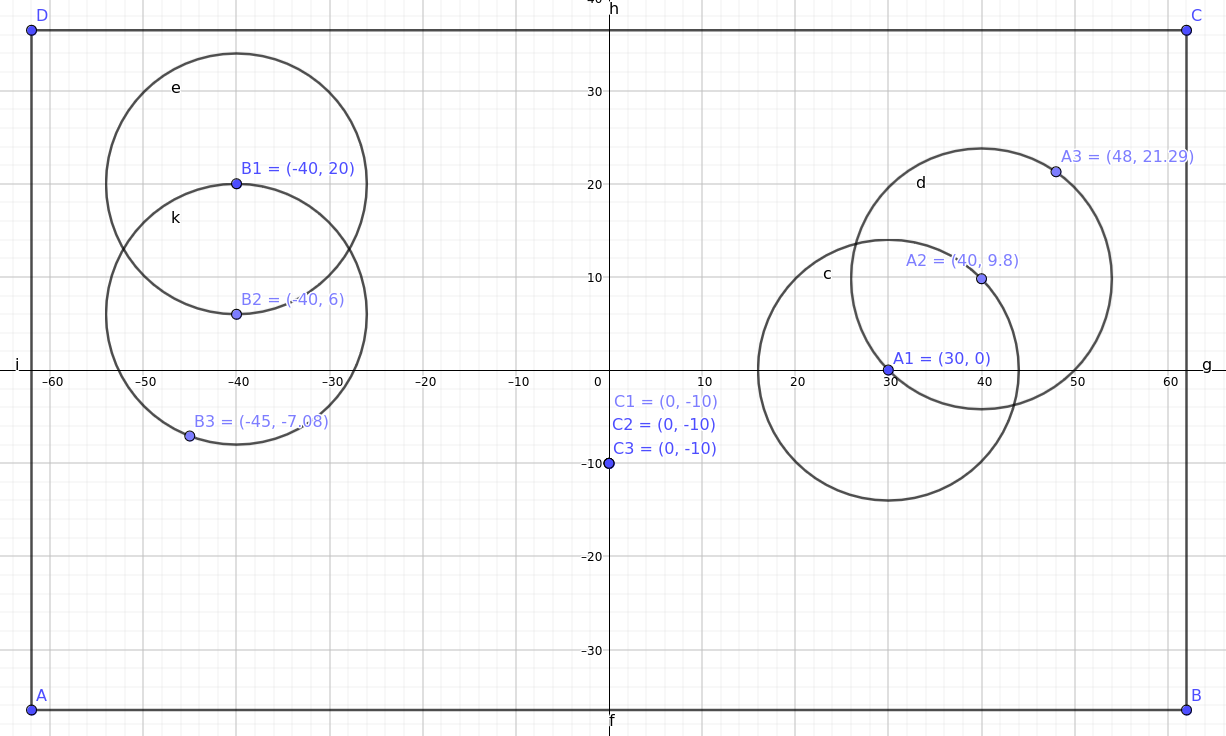 40
h
D
C
e
30
B1 = (-40, 20)
A3 = (48, 21.29)
20
d
k
A2 = (40, 9.8)
c
10
B2 = (-40, 6)
A1 = (30, 0)
i
g
–60 –50 –40 –30 –20 –10 0 10 20 30 40 50 60
C1 = (0, -10)
B3 = (-45, -7.08)
C2 = (0, -10)
C3 = (0, -10)
–10
–20
–30
A
B
f